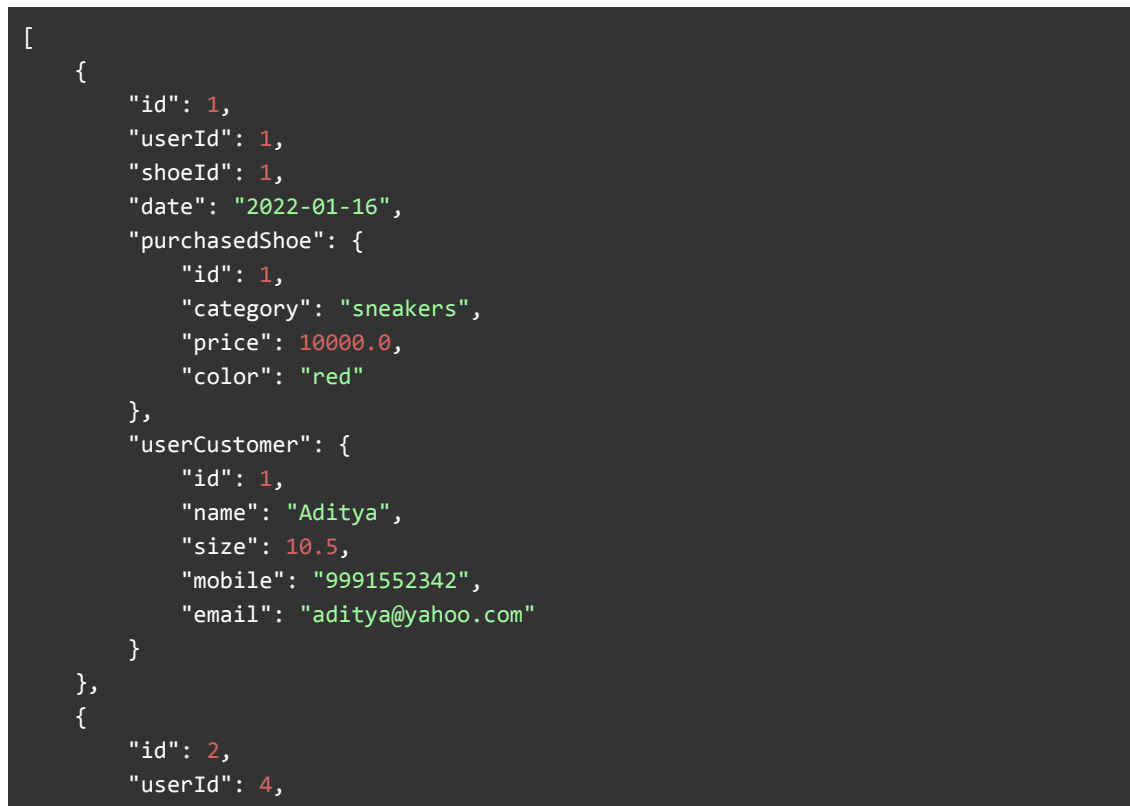 [
    {
        "id": 1,
        "userId": 1,
        "shoeId": 1,
        "date": "2022-01-16",
        "purchasedShoe": {
            "id": 1,
            "category": "sneakers",
            "price": 10000.0,
            "color": "red"
        },
        "userCustomer": {
            "id": 1,
            "name": "Aditya",
            "size": 10.5,
            "mobile": "9991552342",
            "email": "aditya@yahoo.com"
        }
    },
    {
        "id": 2,
        "userId": 4,